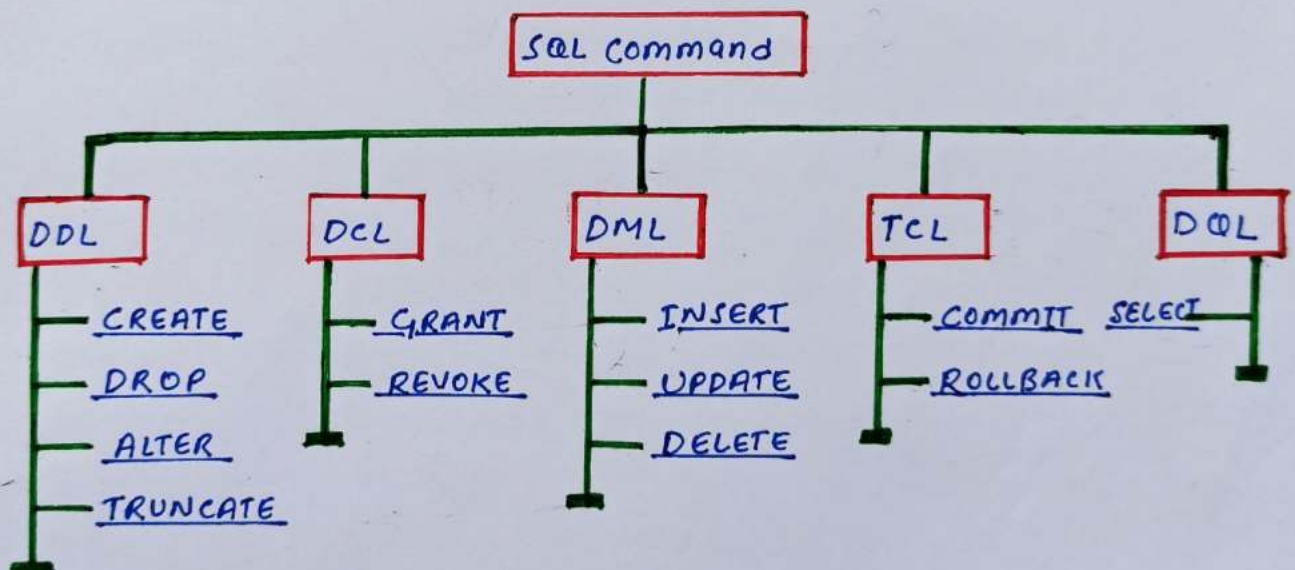 SQL Command
DDL DCL DML TCL DQL
CREATE GRANT INSERT COMMIT SELECT
DROP REVOKE UPDATE ROLLBACK
ALTER DELETE
TRUNCATE